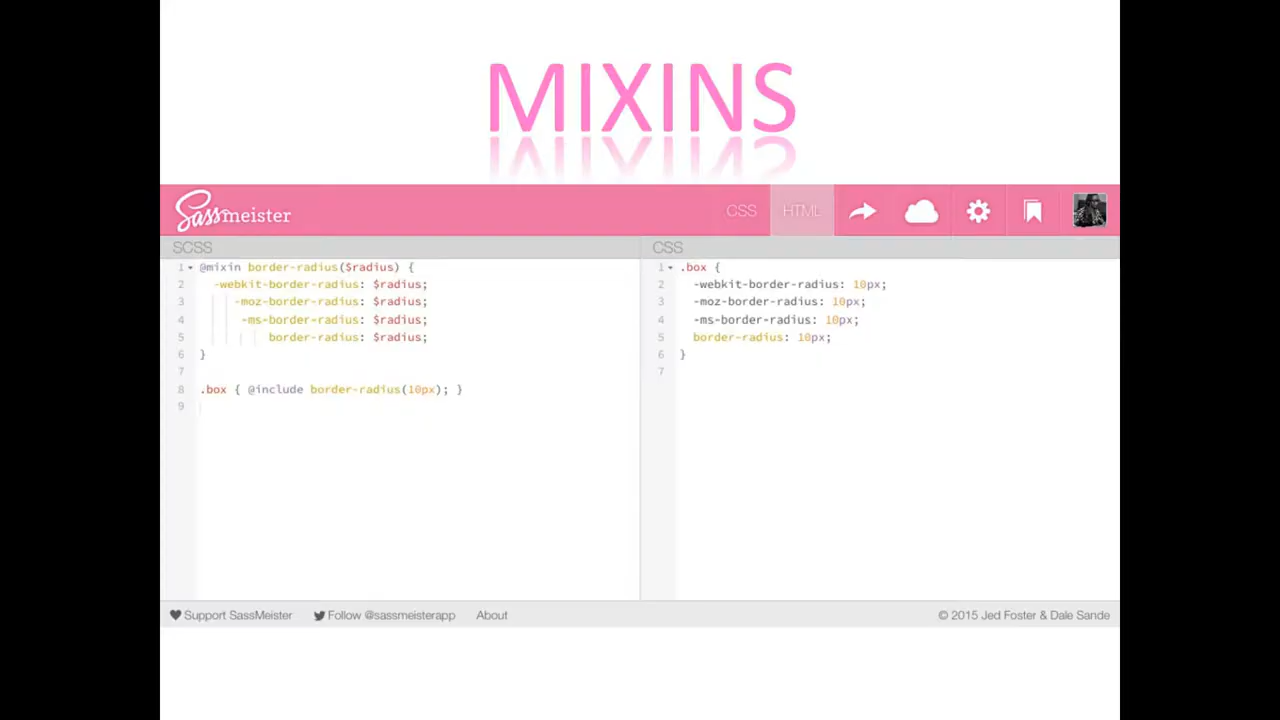 MIXINS
Sassmeister
CSS HTML
SCSS
1 @mixin border-radius($radius) {
2 -webkit-border-radius: $radius;
3 -moz-border-radius: $radius;
4 -ms-border-radius: $radius;
5 border-radius: $radius;
6 }
7
8 .box { @include border-radius(10px); }
9
CSS
1 .box {
2 -webkit-border-radius: 10px;
3 -moz-border-radius: 10px;
4 -ms-border-radius: 10px;
5 border-radius: 10px;
6 }
7
Support SassMeister Follow @sassmeisterapp About © 2015 Jed Foster & Dale Sande